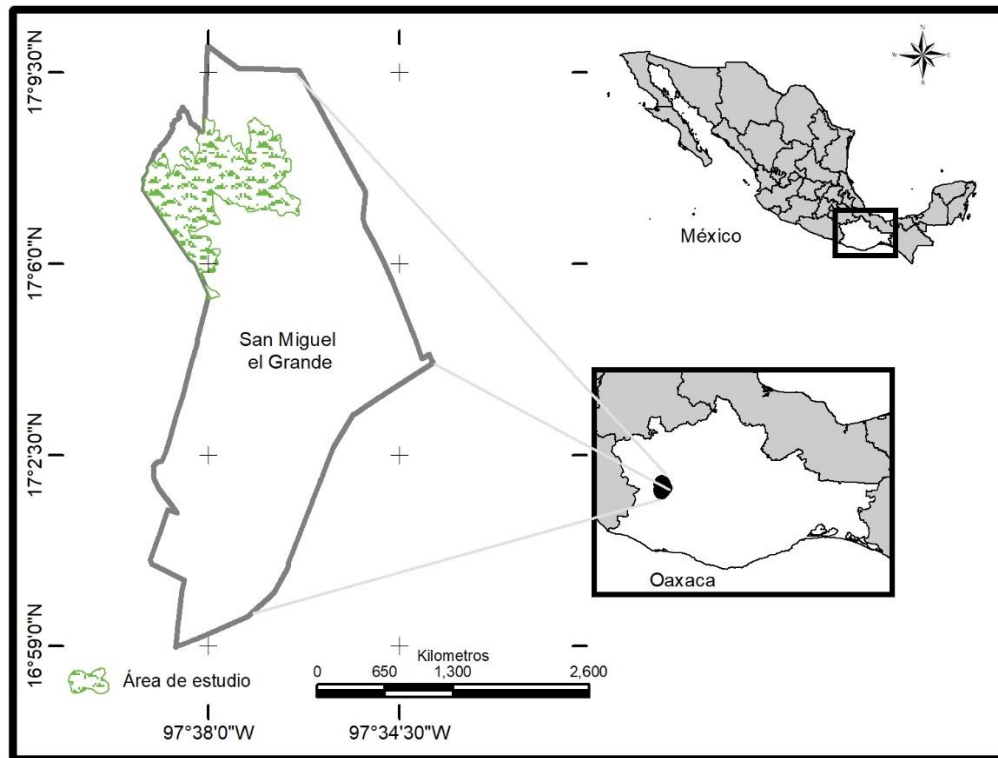 17°9'30"N
17°6'0"N
17°2'30"N
16°59'0"N
San Miguel
el Grande
Área de estudio
Kilometros
0 650 1,300 2,600
97°38'0"W 97°34'30"W
N
W E
S
México
Oaxaca